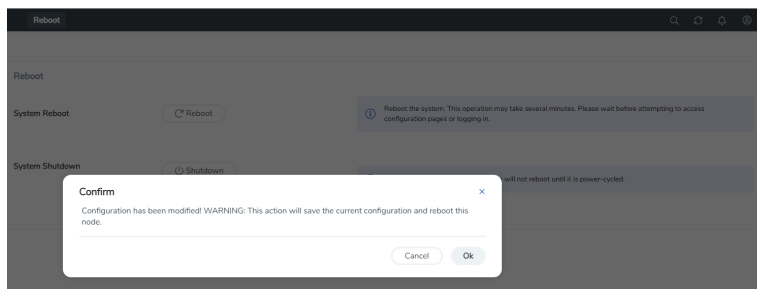 Reboot
Reboot
System Reboot
Reboot
Reboot the system. This operation may take several minutes. Please wait before attempting to access
configuration pages or logging in.
System Shutdown
Shutdown
will not reboot until it is power-cycled.
Confirm
Configuration has been modified! WARNING: This action will save the current configuration and reboot this
node.
Cancel
Ok